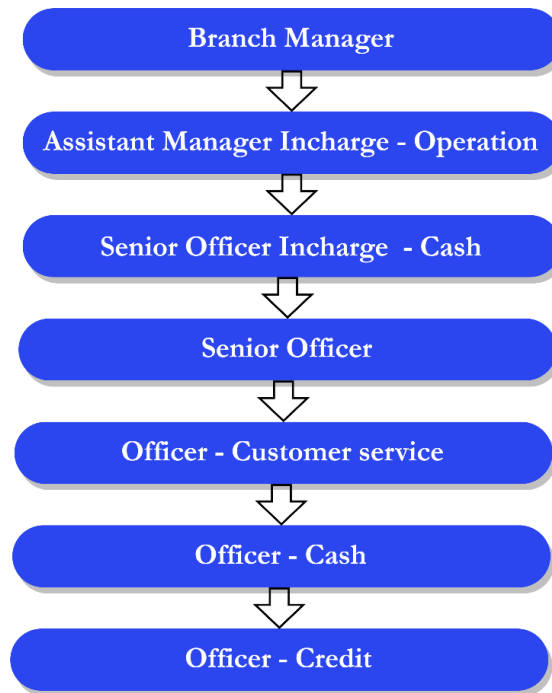 Branch Manager
Assistant Manager Incharge - Operation
Senior Officer Incharge - Cash
Senior Officer
Officer - Customer service
Officer - Cash
Officer - Credit